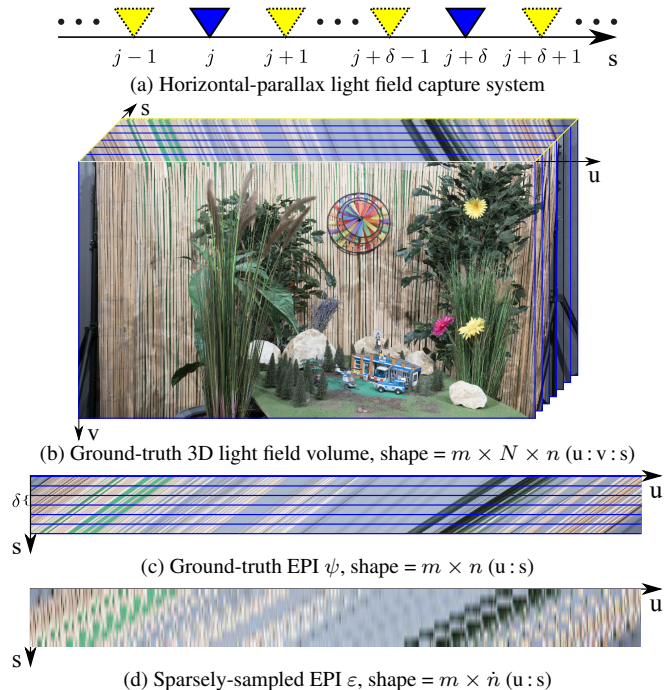 j − 1 j j + 1 j + δ − 1 j + δ j + δ + 1 s
(a) Horizontal-parallax light field capture system
s
u
v
(b) Ground-truth 3D light field volume, shape = m × N × n (u : v : s)
u
δ{
s
(c) Ground-truth EPI ψ, shape = m × n (u : s)
u
s
(d) Sparsely-sampled EPI ε, shape = m × ṅ (u : s)